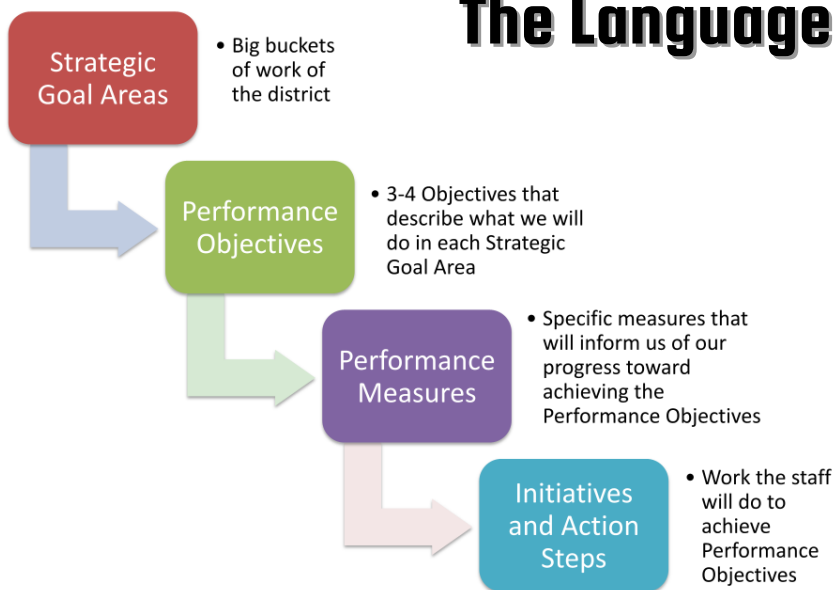 The Language
Strategic
Goal Areas
• Big buckets
of work of
the district
Performance
Objectives
• 3-4 Objectives that
describe what we will
do in each Strategic
Goal Area
Performance
Measures
• Specific measures that
will inform us of our
progress toward
achieving the
Performance Objectives
Initiatives
and Action
Steps
• Work the staff
will do to
achieve
Performance
Objectives